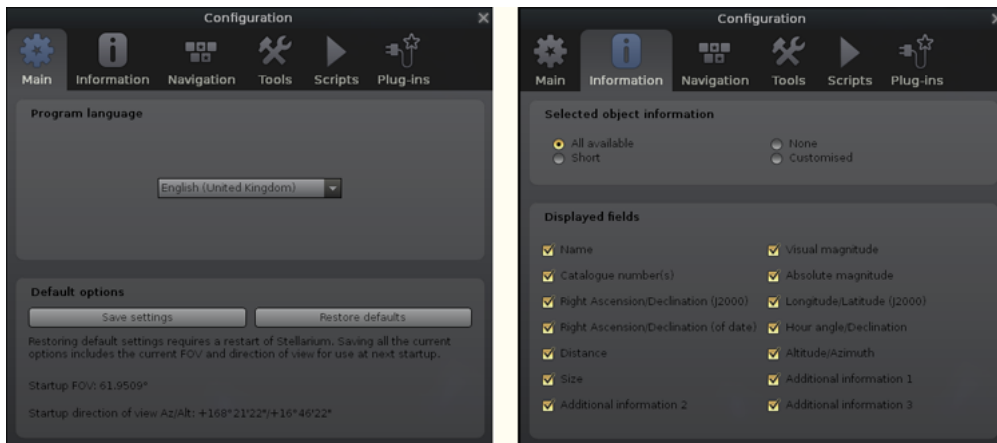 Configuration
Main Information Navigation Tools Scripts Plug-ins
Program language
English (United Kingdom)
Default options
Save settings Restore defaults
Restoring default settings requires a restart of Stellarium. Saving all the current
options includes the current FOV and direction of view for use at next startup.
Startup FOV: 61.9509°
Startup direction of view Az/Alt: +168°21'22"/+16°46'22"
Configuration
Main Information Navigation Tools Scripts Plug-ins
Selected object information
All available None
Short Customised
Displayed fields
Name Visual magnitude
Catalogue number(s) Absolute magnitude
Right Ascension/Declination (J2000) Longitude/Latitude (J2000)
Right Ascension/Declination (of date) Hour angle/Declination
Distance Altitude/Azimuth
Size Additional information 1
Additional information 2 Additional information 3